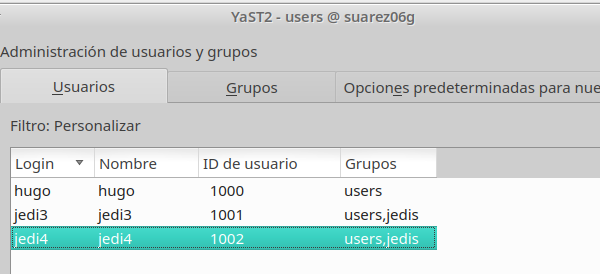 YaST2 - users @ suarez06g
Administración de usuarios y grupos
Usuarios Grupos Opciones predeterminadas para nue
Filtro: Personalizar
Login Nombre ID de usuario Grupos
hugo hugo 1000 users
jedi3 jedi3 1001 users,jedis
jedi4 jedi4 1002 users,jedis